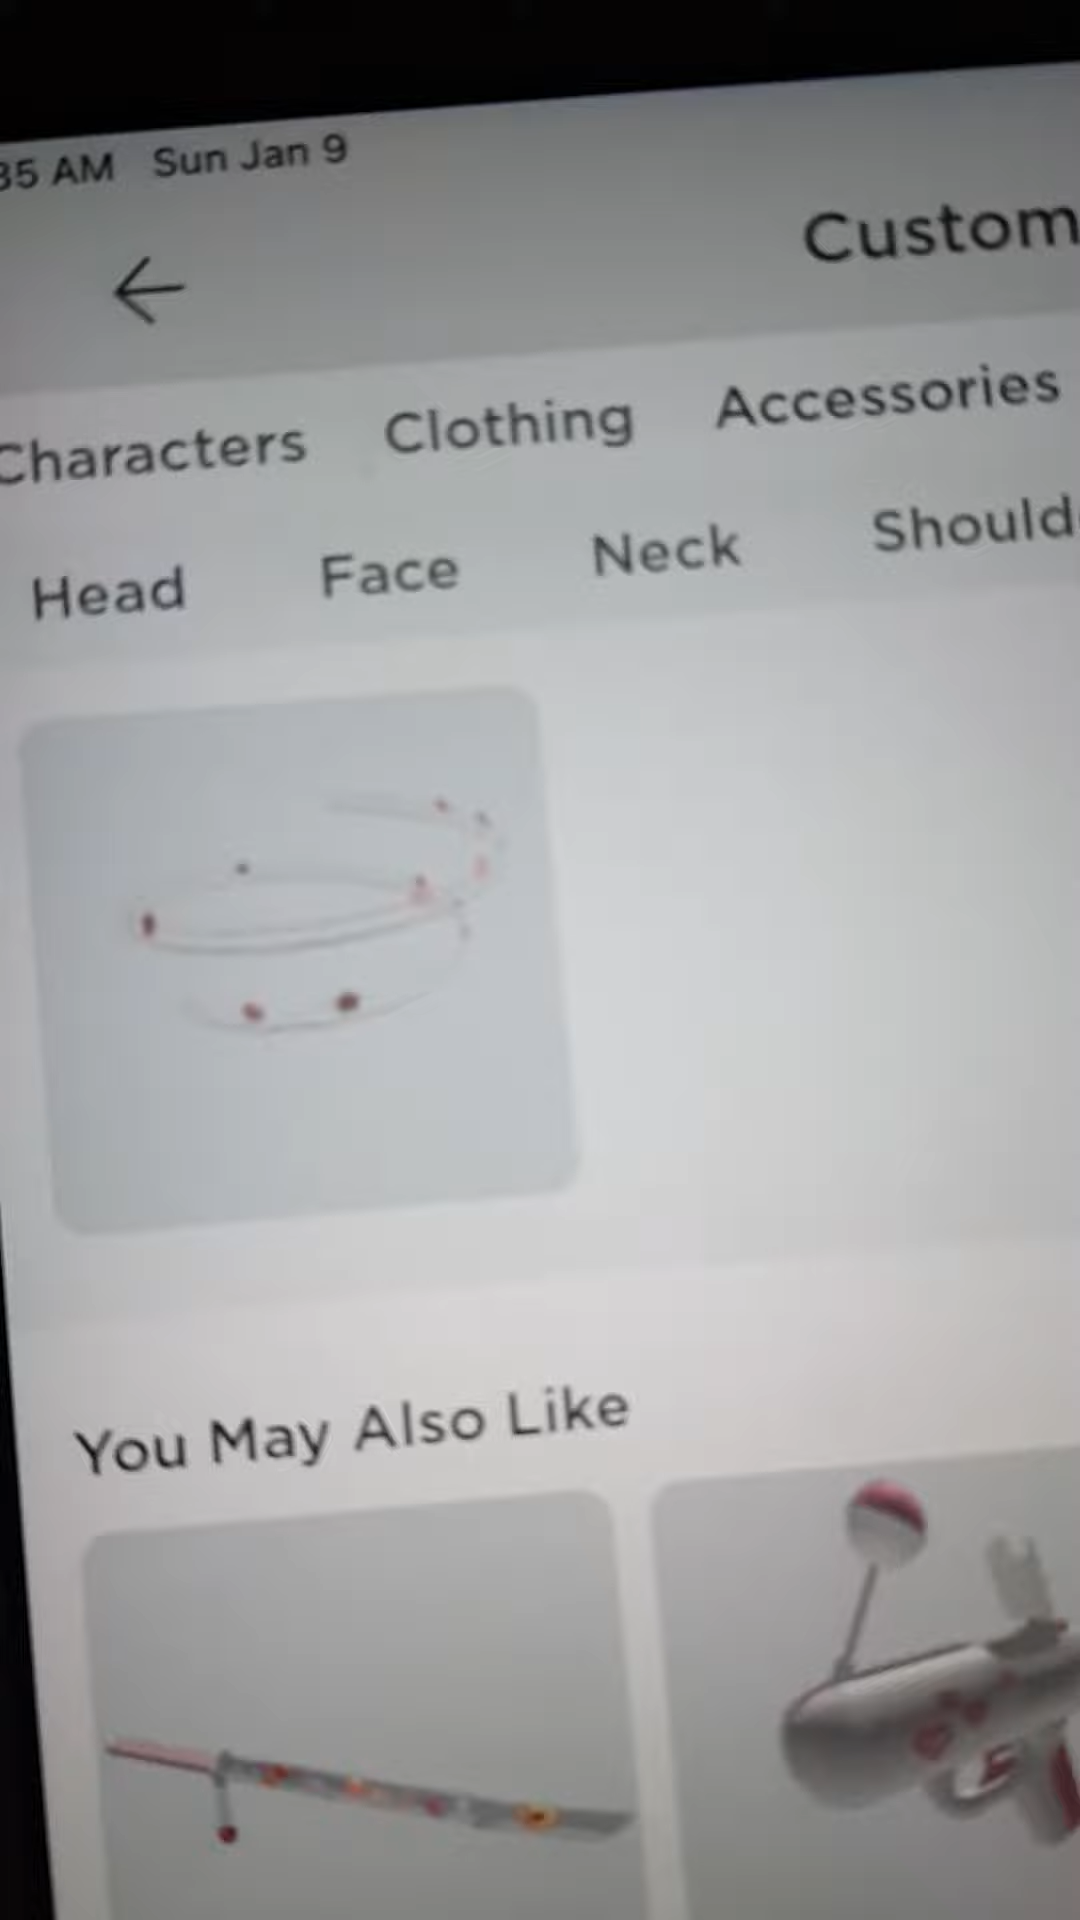 35 AM Sun Jan 9
Custom
Characters Clothing Accessories
Head Face Neck Should
You May Also Like